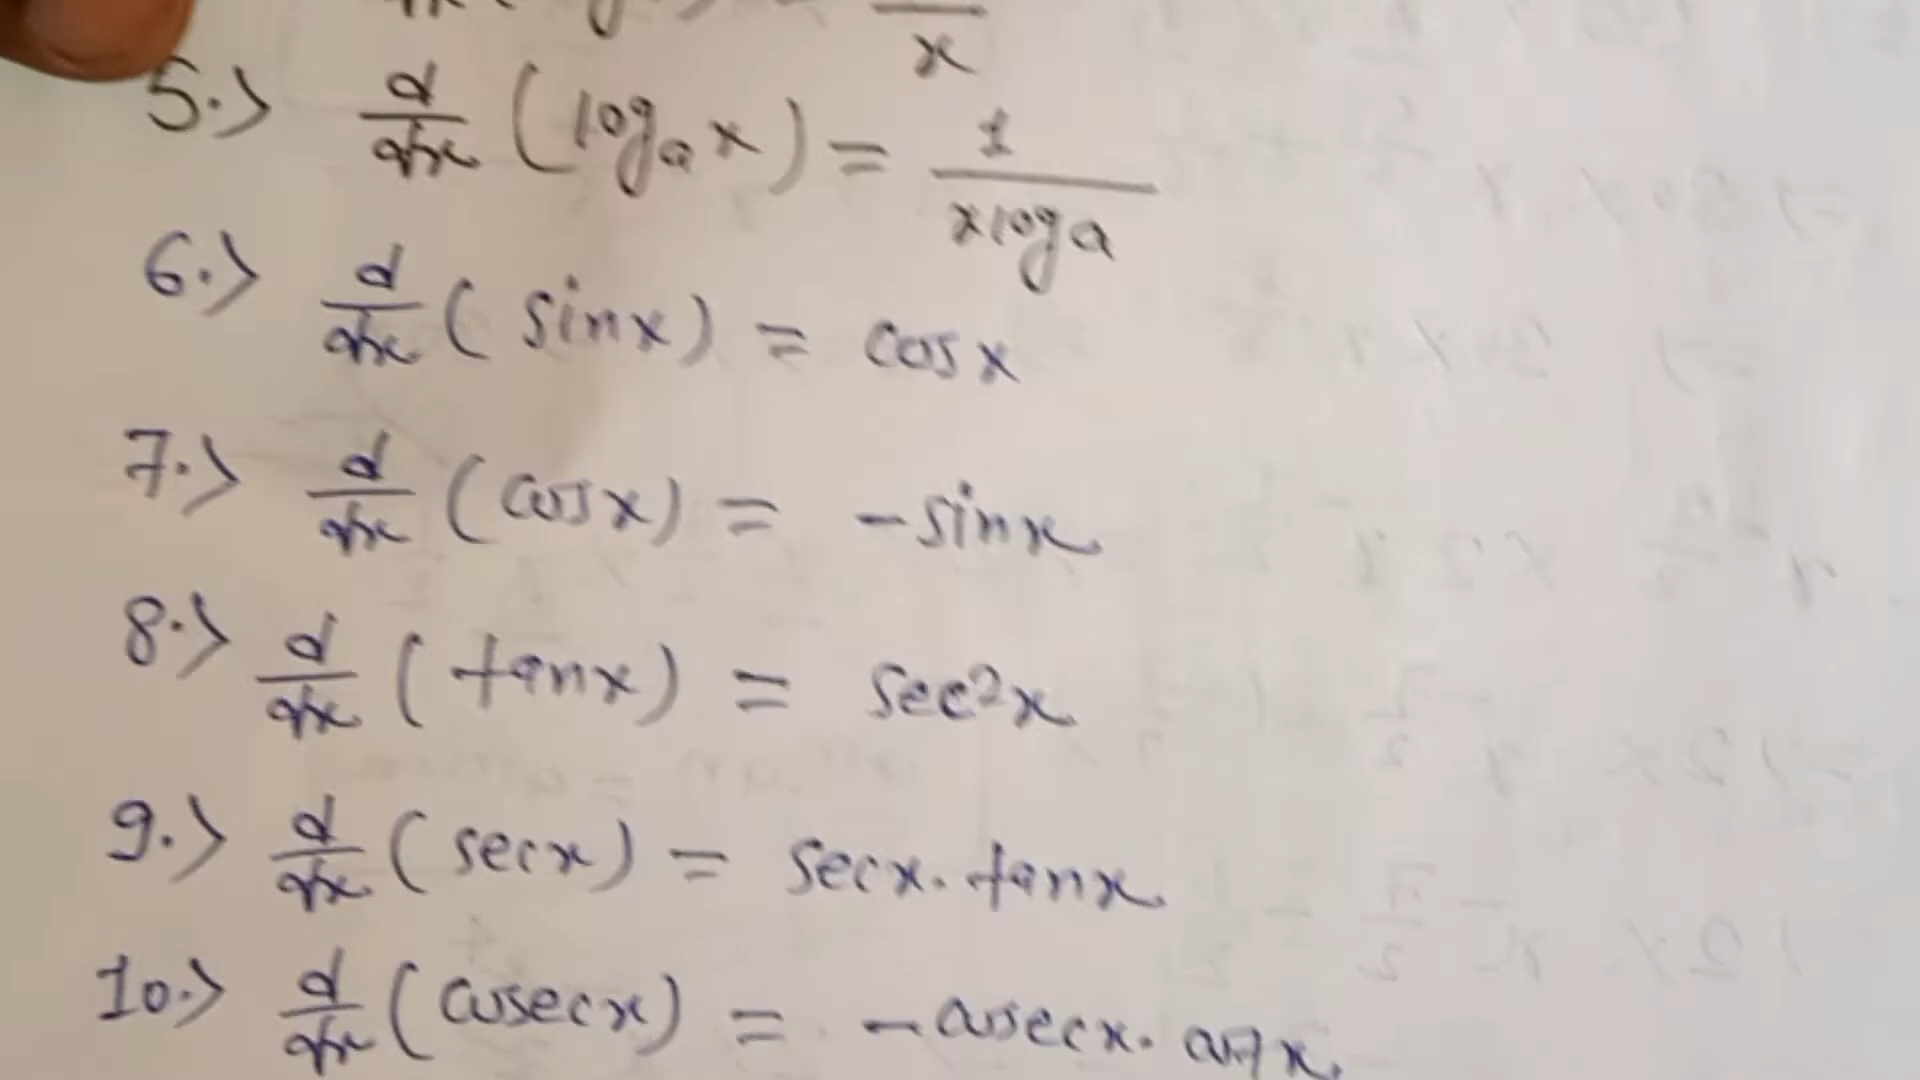 x
5.) d/dx (logₐx) = 1/(x log a)
6.) d/dx (sinx) = cosx
7.) d/dx (cosx) = -sinx
8.) d/dx (tanx) = sec²x
9.) d/dx (secx) = secx. tanx
10.) d/dx (cosecx) = -cosecx. cotx.